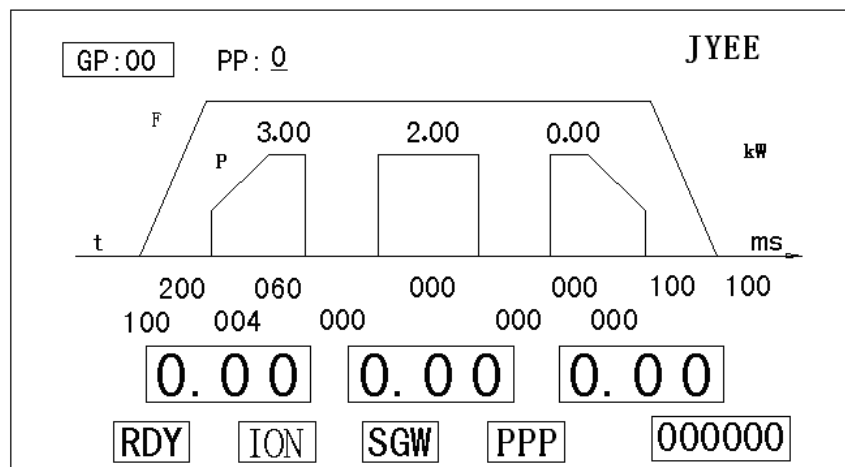 GP:00 PP: 0 JYEE
F 3.00 2.00 0.00
P kW
t ms
200 060 000 000 100 100
100 004 000 000 000
0.00 0.00 0.00
RDY ION SGW PPP 000000